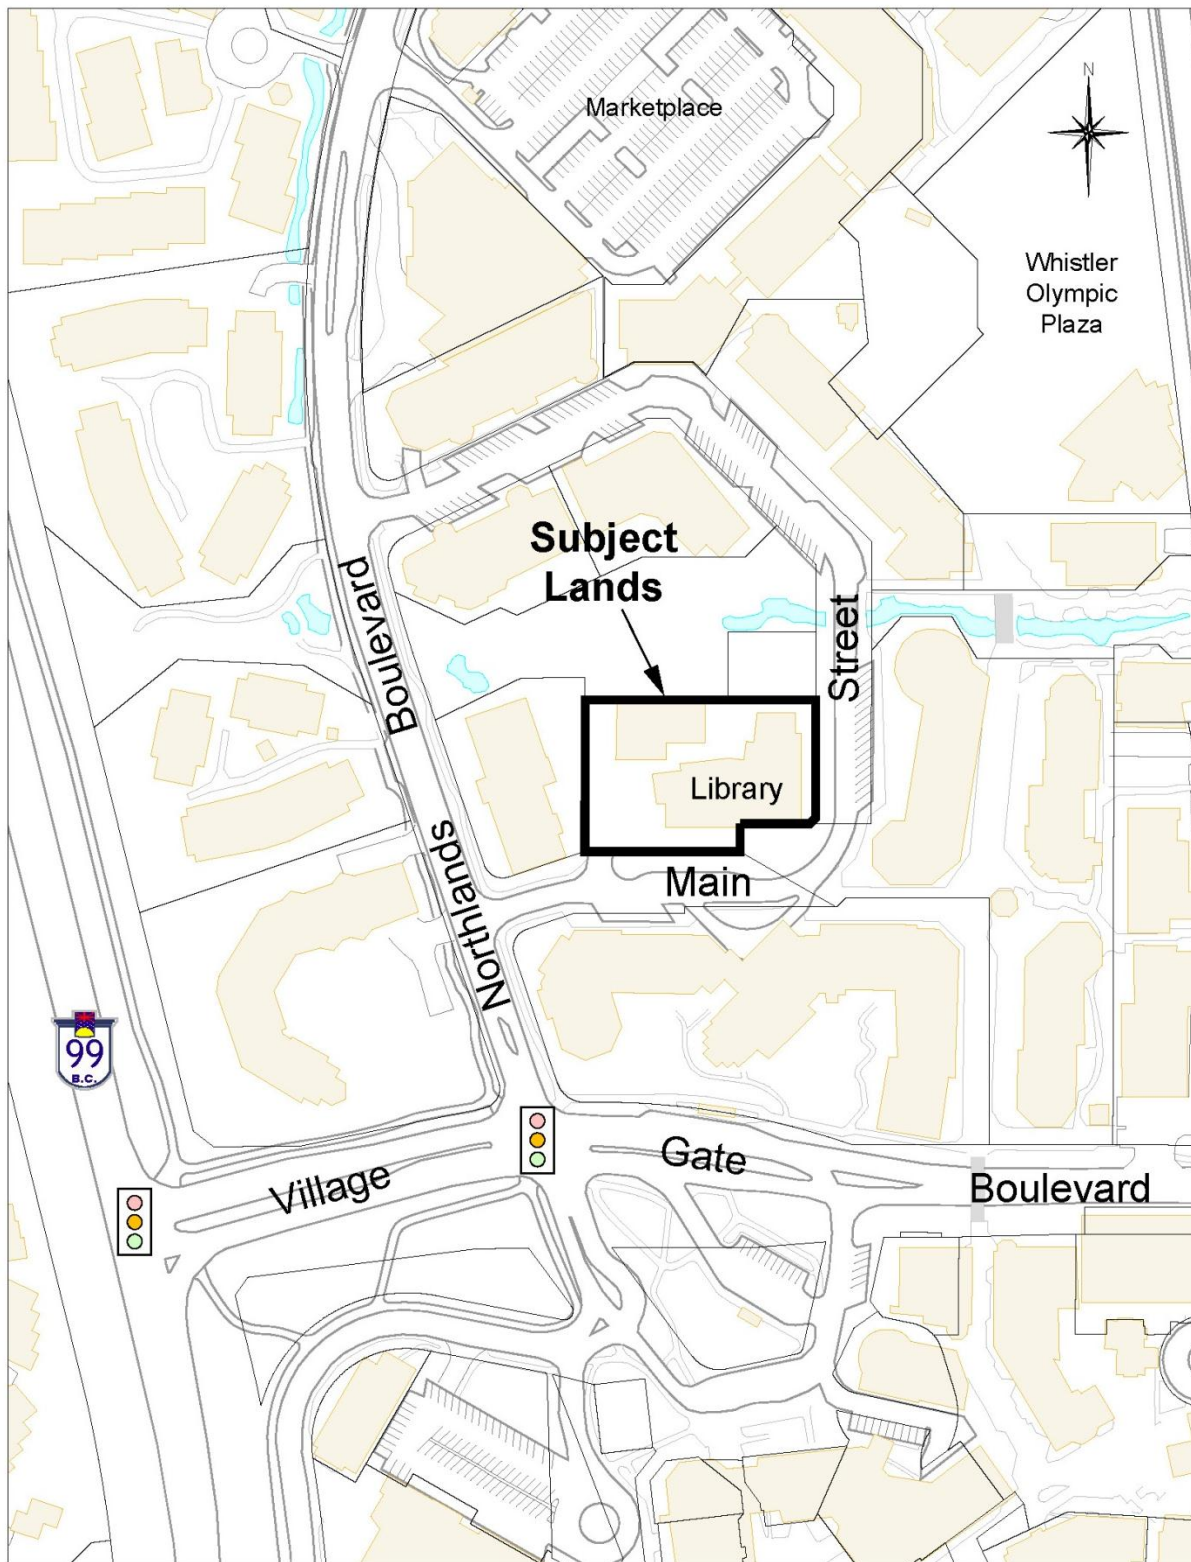 Marketplace
N
Whistler
Olympic
Plaza
Subject
Lands
Boulevard
Street
Library
Main
Northlands
99
B.C.
Village
Gate
Boulevard